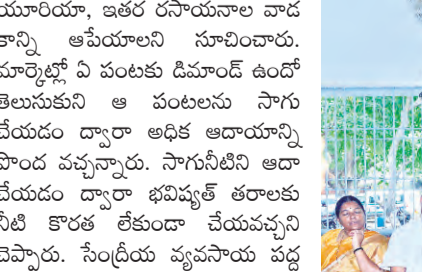 యూరియా, ఇతర రసాయనాల వాడ
కాన్ని ఆపేయాలని సూచించారు.
మార్కెట్లో ఏ పంటకు డిమాండ్ ఉందో
తెలుసుకుని ఆ పంటలను సాగు
చేయడం ద్వారా అధిక ఆదాయాన్ని
పొంద వచ్చన్నారు. సాగునీటిని ఆదా
చేయడం ద్వారా భవిష్యత్ తరాలకు
నీటి కొరత లేకుండా చేయవచ్చని
చెప్పారు. సేంద్రీయ వ్యవసాయ పద్ధ